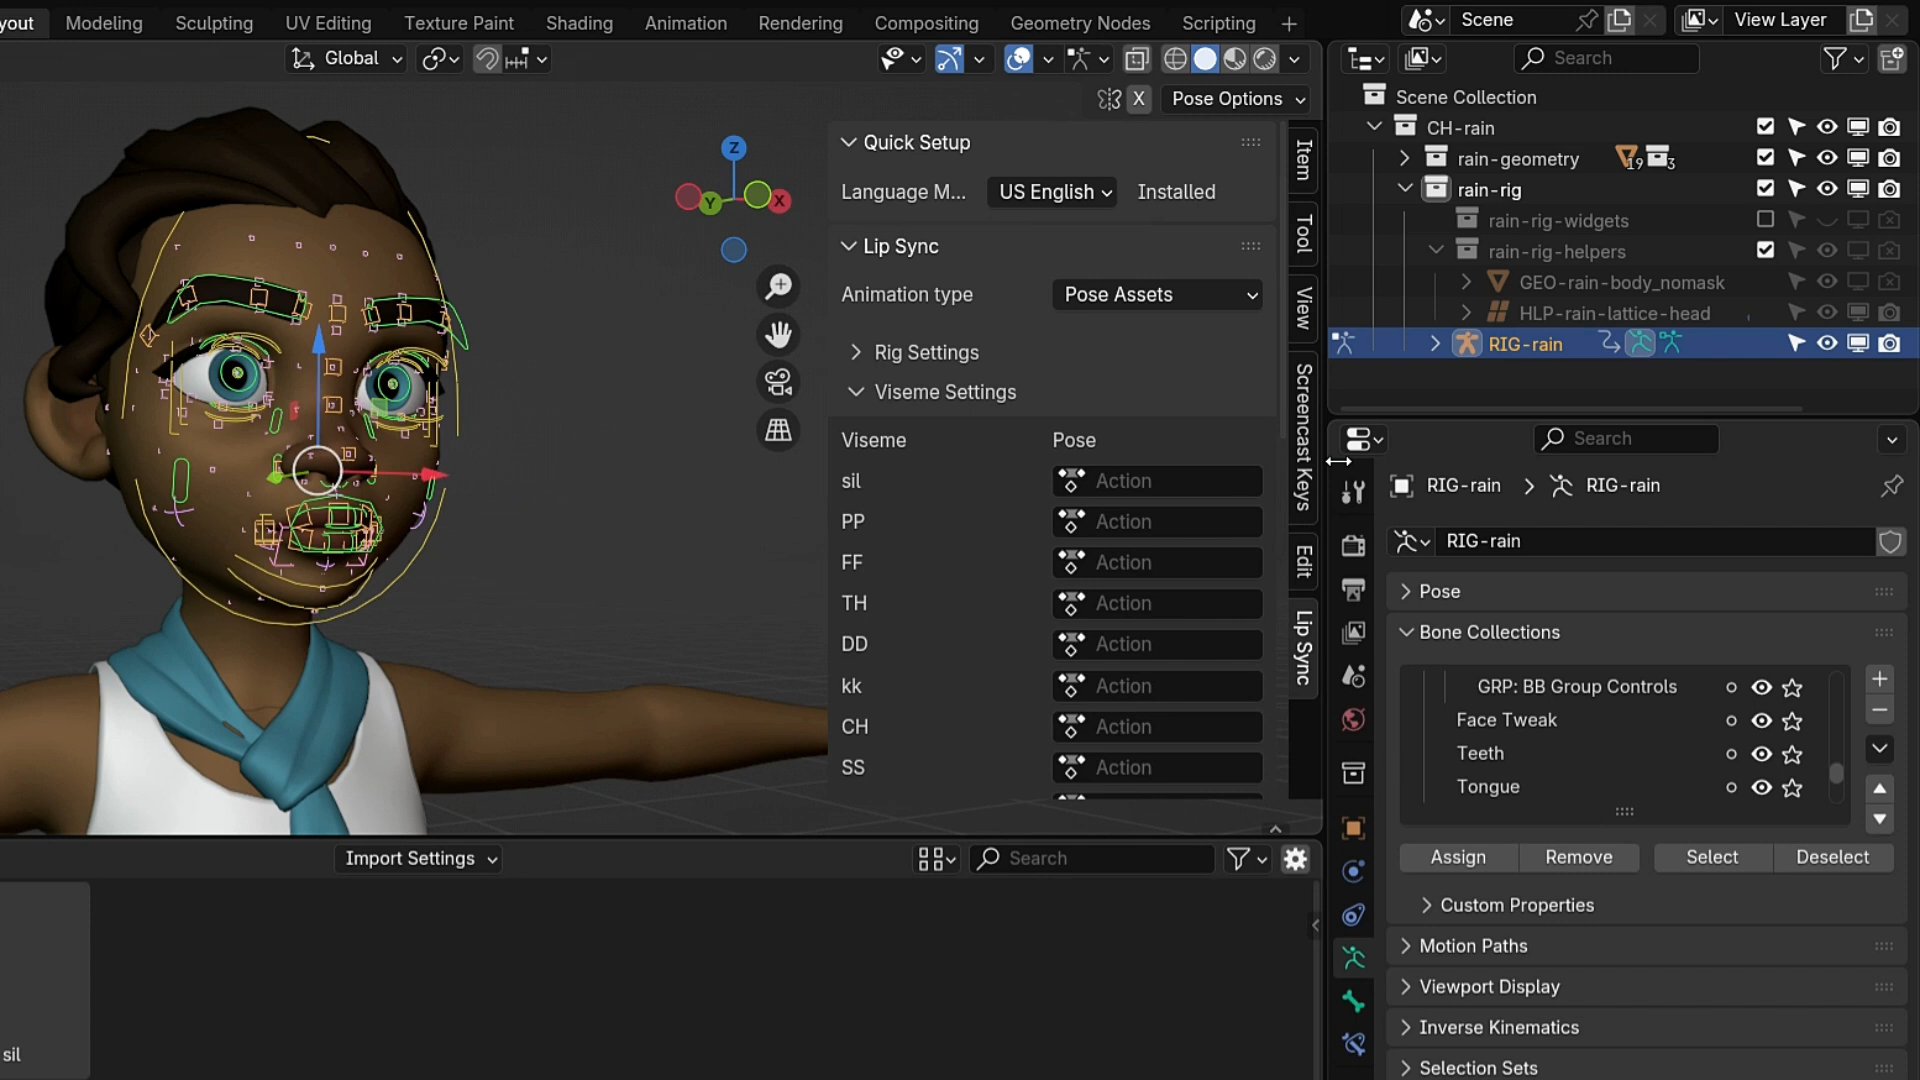 yout Modeling Sculpting UV Editing Texture Paint Shading Animation Rendering Compositing Geometry Nodes Scripting + Scene View Layer
Global Search
X Pose Options Scene Collection
CH-rain
rain-geometry 19 3
rain-rig
rain-rig-widgets
rain-rig-helpers
GEO-rain-body_nomask
HLP-rain-lattice-head
RIG-rain
Z
Y
X
Quick Setup
Language M... US English Installed
Lip Sync
Animation type Pose Assets
Rig Settings
Viseme Settings
Viseme Pose
sil Action
PP Action
FF Action
TH Action
DD Action
kk Action
CH Action
SS Action
Item
Tool
View
Screencast Keys
Edit
Lip Sync
Search
RIG-rain RIG-rain
RIG-rain
Pose
Bone Collections
GRP: BB Group Controls
Face Tweak
Teeth
Tongue
Assign Remove Select Deselect
Custom Properties
Motion Paths
Viewport Display
Inverse Kinematics
Selection Sets
Import Settings Search
sil